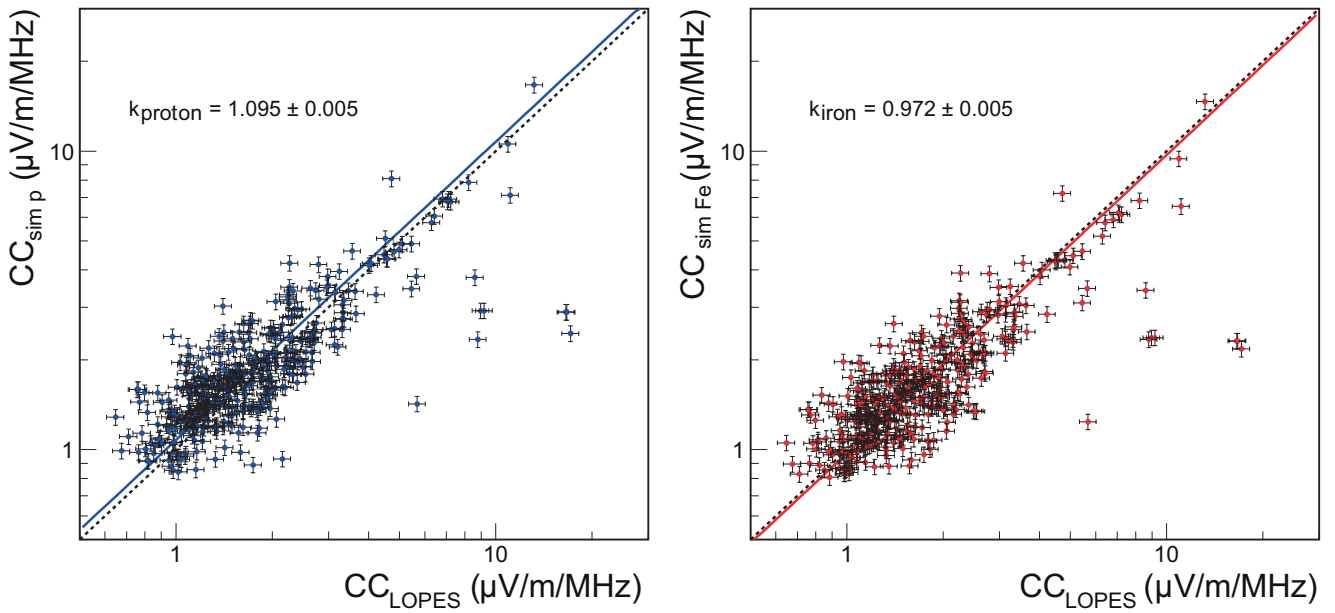 CC_sim p (μV/m/MHz)
10
1
k_proton = 1.095 ± 0.005
1
10
CC_LOPES (μV/m/MHz)
CC_sim Fe (μV/m/MHz)
10
1
k_iron = 0.972 ± 0.005
1
10
CC_LOPES (μV/m/MHz)